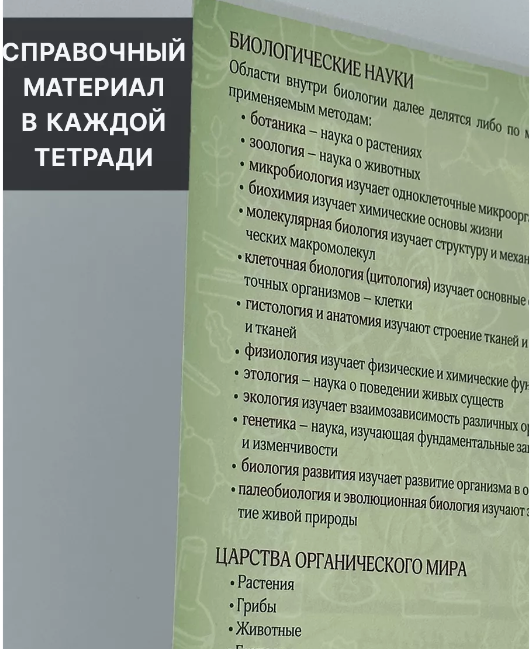 СПРАВОЧНЫЙ
МАТЕРИАЛ
В КАЖДОЙ
ТЕТРАДИ
БИОЛОГИЧЕСКИЕ НАУКИ
Области внутри биологии далее делятся либо по
применяемым методам:
• ботаника – наука о растениях
• зоология – наука о животных
• микробиология изучает одноклеточные
• биохимия изучает химические основы жизни
• молекулярная биология изучает структуру и
ческих макромолекул
• клеточная биология (цитология) изучает основные
точных организмов – клетки
• гистология и анатомия изучают строение тканей и
и тканей
• физиология изучает физические и химические
• этология – наука о поведении живых существ
• экология изучает взаимозависимость различных
• генетика – наука, изучающая фундаментальные
и изменчивости
• биология развития изучает развитие организма в
• палеобиология и эволюционная биология изучают
тие живой природы
ЦАРСТВА ОРГАНИЧЕСКОГО МИРА
• Растения
• Грибы
• Животные